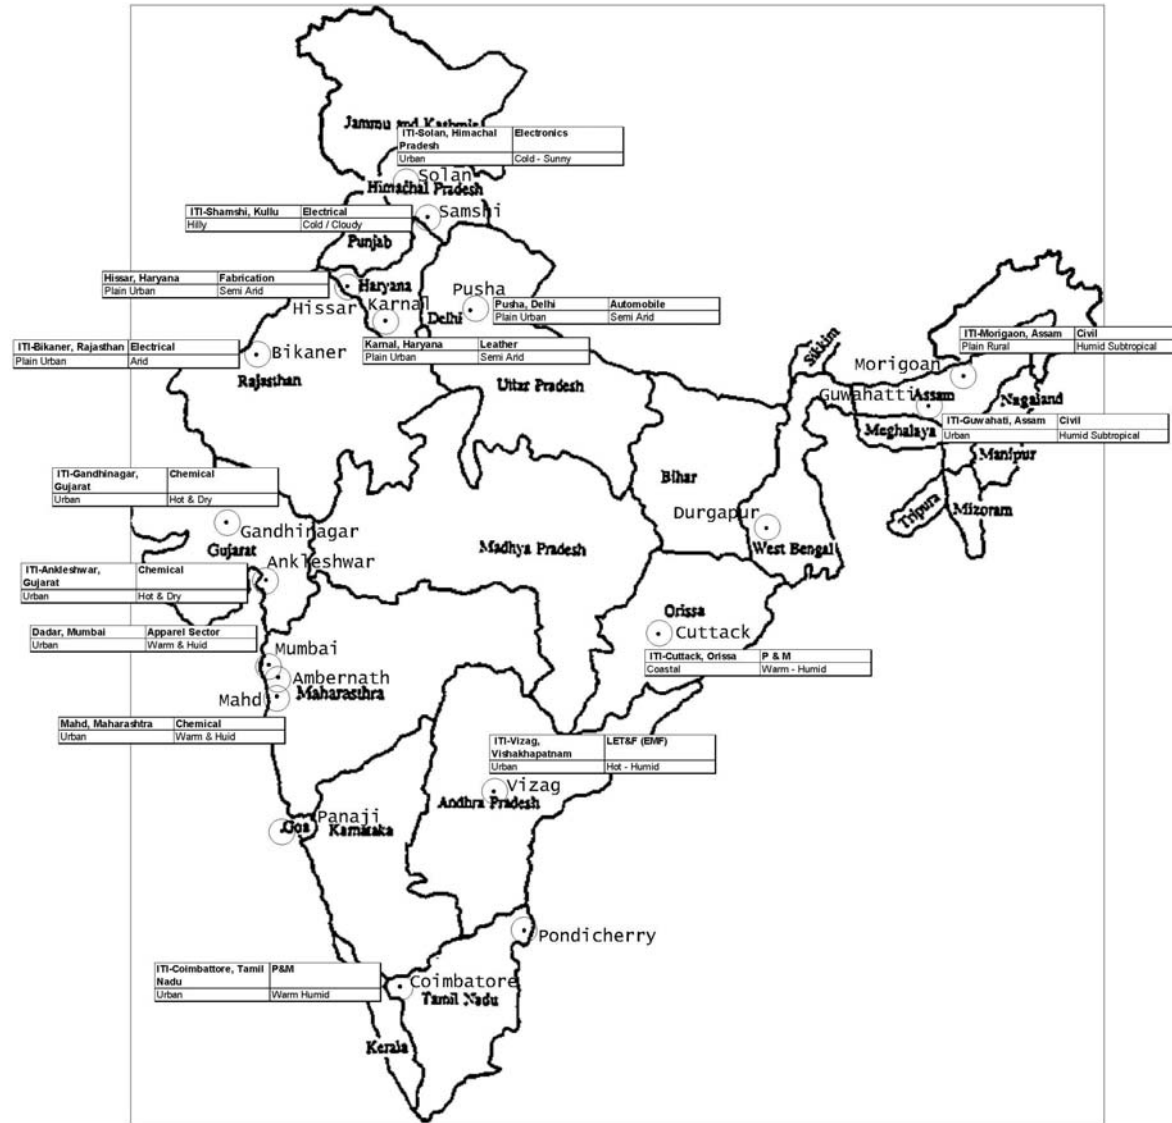 Jammu and Kashmir
ITI-Solan, Himachal Pradesh Electronics
Urban Cold - Sunny
Solan
Himachal Pradesh
ITI-Shamshi, Kullu Electrical
Hilly Cold / Cloudy
Samshi
Punjab
Hissar, Haryana Fabrication
Plain Urban Semi Arid
Haryana
Hissar
Karnal
Pusha
Delhi
Pusha, Delhi Automobile
Plain Urban Semi Arid
ITI-Bikaner, Rajasthan Electrical
Plain Urban Arid
Bikaner
Rajasthan
Karnal, Haryana Leather
Plain Urban Semi Arid
Uttar Pradesh
Sikkim
ITI-Morigaon, Assam Civil
Plain Rural Humid Subtropical
Morigoan
Guwahatti
Assam
Nagaland
Meghalaya
ITI-Guwahati, Assam Civil
Urban Humid Subtropical
Manipur
Tripura
Mizoram
Bihar
Durgapur
West Bengal
ITI-Gandhinagar, Gujarat Chemical
Urban Hot & Dry
Gandhinagar
Gujarat
Madhya Pradesh
Ankleshwar
ITI-Ankleshwar, Gujarat Chemical
Urban Hot & Dry
Orissa
Cuttack
ITI-Cuttack, Orissa P & M
Coastal Warm - Humid
Dadar, Mumbai Apparel Sector
Urban Warm & Huid
Mumbai
Ambernath
Mahd
Maharasthra
Mahd, Maharashtra Chemical
Urban Warm & Huid
ITI-Vizag, Vishakhapatnam LET&F (EMF)
Urban Hot - Humid
Vizag
Andhra Pradesh
Panaji
Goa
Karnataka
Pondicherry
ITI-Coimbattore, Tamil Nadu P&M
Urban Warm Humid
Coimbatore
Tamil Nadu
Kerala